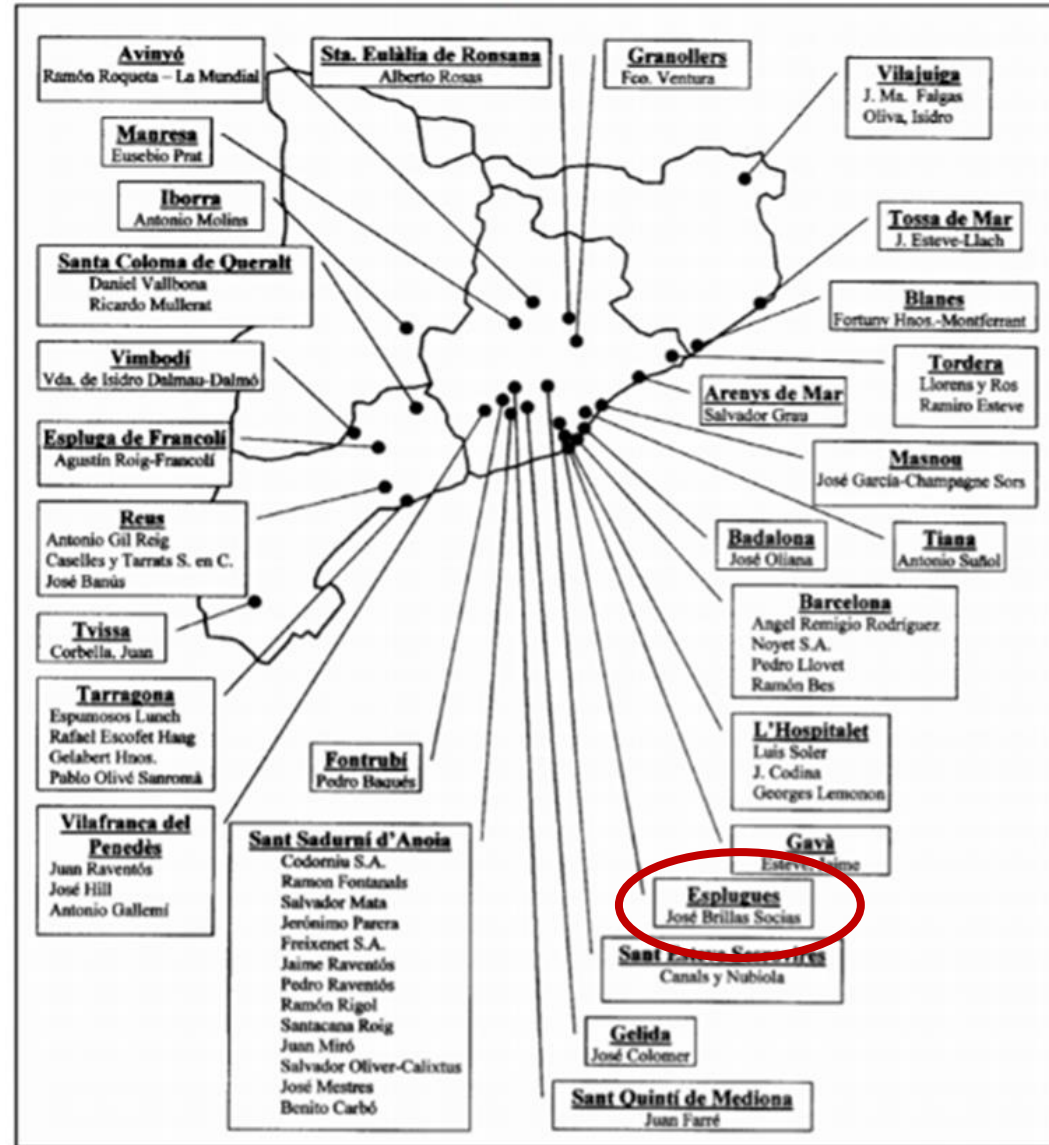 Avinyó
Ramón Roqueta – La Mundial
Sta. Eulàlia de Ronsana
Alberto Rosas
Granollers
Fco. Ventura
Vilajuiga
J. Ma. Falgas
Oliva, Isidro
Manresa
Eusebio Prat
Iborra
Antonio Molins
Tossa de Mar
J. Esteve-Llach
Santa Coloma de Queralt
Daniel Vallbona
Ricardo Mullerat
Blanes
Fortuny Hnos.-Montferrant
Vimbodí
Vda. de Isidro Dalmau-Dalmó
Tordera
Llorens y Ros
Ramiro Esteve
Arenys de Mar
Salvador Grau
Espluga de Francolí
Agustín Roig-Francolí
Masnou
José García-Champagne Sors
Reus
Antonio Gil Reig
Caselles y Tarrats S. en C.
José Banús
Badalona
José Oliana
Tiana
Antonio Suñol
Tvissa
Corbella, Juan
Barcelona
Angel Remigio Rodríguez
Noyet S.A.
Pedro Llovet
Ramón Bes
Tarragona
Espumosos Lunch
Rafael Escofet Haag
Gelabert Hnos.
Pablo Olivé Sanromá
Fontrubí
Pedro Baqués
L'Hospitalet
Luis Soler
J. Codina
Georges Lemonon
Vilafranca del
Penedès
Juan Raventós
José Hill
Antonio Gallemí
Sant Sadurní d'Anoia
Codorniu S.A.
Ramon Fontanals
Salvador Mata
Jerónimo Parera
Freixenet S.A.
Jaime Raventós
Pedro Raventós
Ramón Rigol
Santacana Roig
Juan Miró
Salvador Oliver-Calixtus
José Mestres
Benito Carbó
Gavà
Esteve, Jaime
Esplugues
José Brillas Socias
Sant Esteve Sesrovires
Canals y Nubiola
Gelida
José Colomer
Sant Quintí de Mediona
Juan Farré